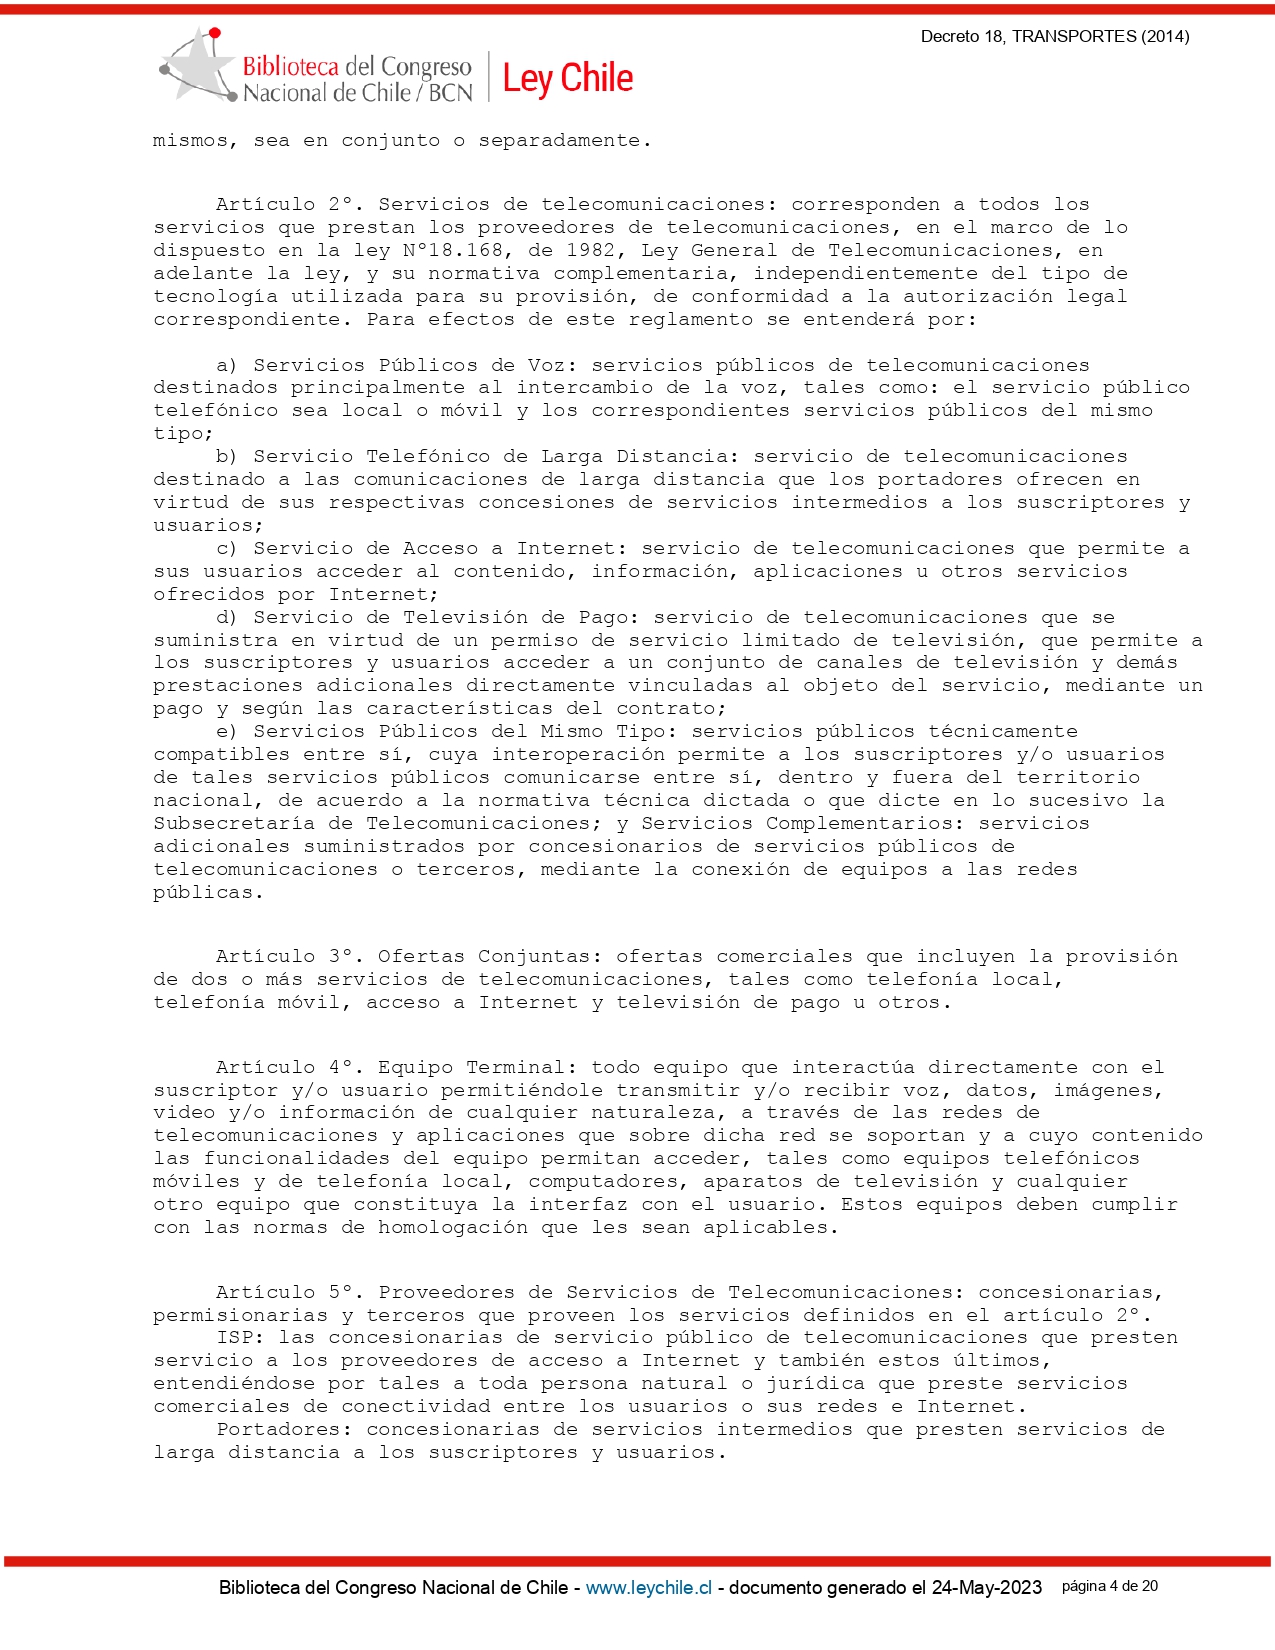 Decreto 18, TRANSPORTES (2014)
Biblioteca del Congreso
Nacional de Chile / BCN
Ley Chile
mismos, sea en conjunto o separadamente.
Artículo 2º. Servicios de telecomunicaciones: corresponden a todos los
servicios que prestan los proveedores de telecomunicaciones, en el marco de lo
dispuesto en la ley Nº18.168, de 1982, Ley General de Telecomunicaciones, en
adelante la ley, y su normativa complementaria, independientemente del tipo de
tecnología utilizada para su provisión, de conformidad a la autorización legal
correspondiente. Para efectos de este reglamento se entenderá por:
a) Servicios Públicos de Voz: servicios públicos de telecomunicaciones
destinados principalmente al intercambio de la voz, tales como: el servicio público
telefónico sea local o móvil y los correspondientes servicios públicos del mismo
tipo;
b) Servicio Telefónico de Larga Distancia: servicio de telecomunicaciones
destinado a las comunicaciones de larga distancia que los portadores ofrecen en
virtud de sus respectivas concesiones de servicios intermedios a los suscriptores y
usuarios;
c) Servicio de Acceso a Internet: servicio de telecomunicaciones que permite a
sus usuarios acceder al contenido, información, aplicaciones u otros servicios
ofrecidos por Internet;
d) Servicio de Televisión de Pago: servicio de telecomunicaciones que se
suministra en virtud de un permiso de servicio limitado de televisión, que permite a
los suscriptores y usuarios acceder a un conjunto de canales de televisión y demás
prestaciones adicionales directamente vinculadas al objeto del servicio, mediante un
pago y según las características del contrato;
e) Servicios Públicos del Mismo Tipo: servicios públicos técnicamente
compatibles entre sí, cuya interoperación permite a los suscriptores y/o usuarios
de tales servicios públicos comunicarse entre sí, dentro y fuera del territorio
nacional, de acuerdo a la normativa técnica dictada o que dicte en lo sucesivo la
Subsecretaría de Telecomunicaciones; y Servicios Complementarios: servicios
adicionales suministrados por concesionarios de servicios públicos de
telecomunicaciones o terceros, mediante la conexión de equipos a las redes
públicas.
Artículo 3º. Ofertas Conjuntas: ofertas comerciales que incluyen la provisión
de dos o más servicios de telecomunicaciones, tales como telefonía local,
telefonía móvil, acceso a Internet y televisión de pago u otros.
Artículo 4º. Equipo Terminal: todo equipo que interactúa directamente con el
suscriptor y/o usuario permitiéndole transmitir y/o recibir voz, datos, imágenes,
video y/o información de cualquier naturaleza, a través de las redes de
telecomunicaciones y aplicaciones que sobre dicha red se soportan y a cuyo contenido
las funcionalidades del equipo permitan acceder, tales como equipos telefónicos
móviles y de telefonía local, computadores, aparatos de televisión y cualquier
otro equipo que constituya la interfaz con el usuario. Estos equipos deben cumplir
con las normas de homologación que les sean aplicables.
Artículo 5º. Proveedores de Servicios de Telecomunicaciones: concesionarias,
permisionarias y terceros que proveen los servicios definidos en el artículo 2º.
ISP: las concesionarias de servicio público de telecomunicaciones que presten
servicio a los proveedores de acceso a Internet y también estos últimos,
entendiéndose por tales a toda persona natural o jurídica que preste servicios
comerciales de conectividad entre los usuarios o sus redes e Internet.
Portadores: concesionarias de servicios intermedios que presten servicios de
larga distancia a los suscriptores y usuarios.
Biblioteca del Congreso Nacional de Chile - www.leychile.cl - documento generado el 24-May-2023 página 4 de 20